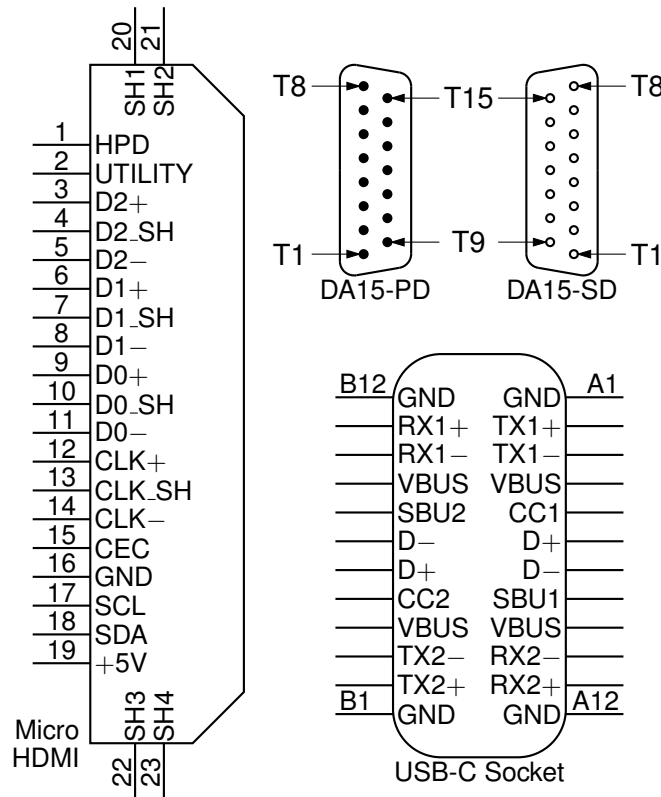 20 21
SH1 SH2
1 HPD
2 UTILITY
3 D2+
4 D2_SH
5 D2−
6 D1+
7 D1_SH
8 D1−
9 D0+
10 D0_SH
11 D0−
12 CLK+
13 CLK_SH
14 CLK−
15 CEC
16 GND
17 SCL
18 SDA
19 +5V
SH3 SH4
22 23
Micro
HDMI
T8 T15 T8
T1 T9 T1
DA15-PD DA15-SD
B12 GND GND A1
RX1+ TX1+
RX1− TX1−
VBUS VBUS
SBU2 CC1
D− D+
D+ D−
CC2 SBU1
VBUS VBUS
TX2− RX2−
TX2+ RX2+
B1 GND GND A12
USB-C Socket